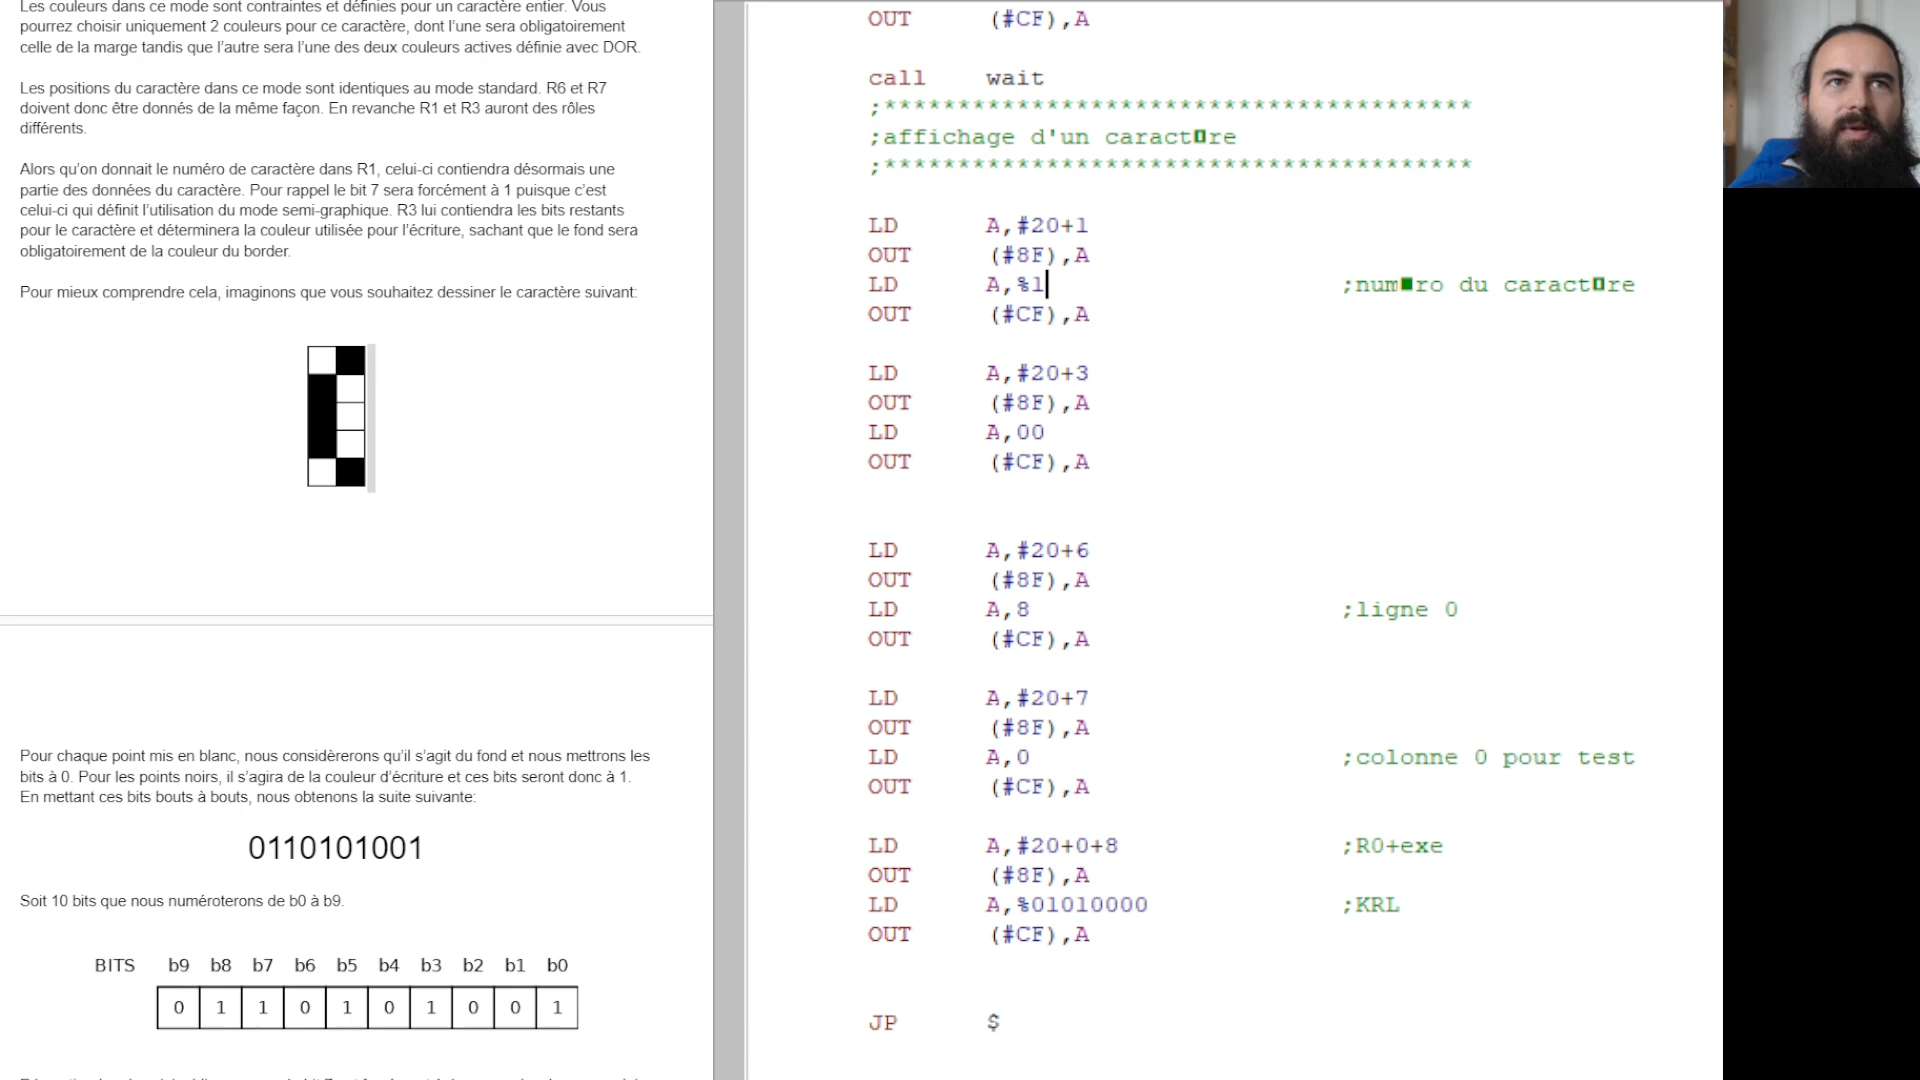 Les couleurs dans ce mode sont contraintes et définies pour un caractère entier. Vous
pourrez choisir uniquement 2 couleurs pour ce caractère, dont l'une sera obligatoirement
celle de la marge tandis que l'autre sera l'une des deux couleurs actives définie avec DOR.
Les positions du caractère dans ce mode sont identiques au mode standard. R6 et R7
doivent donc être donnés de la même façon. En revanche R1 et R3 auront des rôles
différents.
Alors qu'on donnait le numéro de caractère dans R1, celui-ci contiendra désormais une
partie des données du caractère. Pour rappel le bit 7 sera forcément à 1 puisque c'est
celui-ci qui définit l'utilisation du mode semi-graphique. R3 lui contiendra les bits restants
pour le caractère et déterminera la couleur utilisée pour l'écriture, sachant que le fond sera
obligatoirement de la couleur du border.
Pour mieux comprendre cela, imaginons que vous souhaitez dessiner le caractère suivant:
Pour chaque point mis en blanc, nous considèrerons qu'il s'agit du fond et nous mettrons les
bits à 0. Pour les points noirs, il s'agira de la couleur d'écriture et ces bits seront donc à 1.
En mettant ces bits bouts à bouts, nous obtenons la suite suivante:
0110101001
Soit 10 bits que nous numéroterons de b0 à b9.
BITS b9 b8 b7 b6 b5 b4 b3 b2 b1 b0
0 1 1 0 1 0 1 0 0 1
OUT (#CF),A
call wait
;****************************************
;affichage d'un caract▯re
;****************************************
LD A,#20+1
OUT (#8F),A
LD A,%1 ;num■ro du caract▯re
OUT (#CF),A
LD A,#20+3
OUT (#8F),A
LD A,00
OUT (#CF),A
LD A,#20+6
OUT (#8F),A
LD A,8 ;ligne 0
OUT (#CF),A
LD A,#20+7
OUT (#8F),A
LD A,0 ;colonne 0 pour test
OUT (#CF),A
LD A,#20+0+8 ;R0+exe
OUT (#8F),A
LD A,%01010000 ;KRL
OUT (#CF),A
JP $